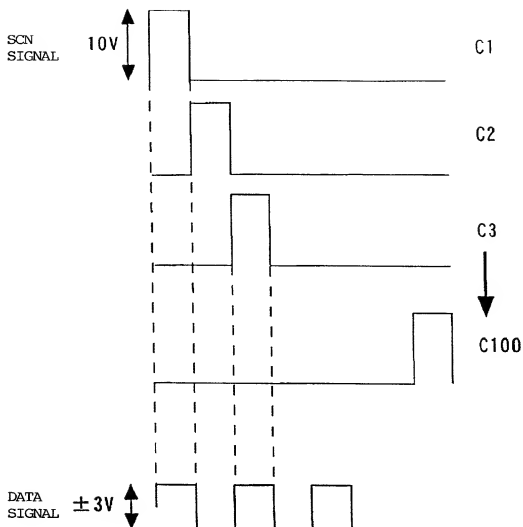 SCN
SIGNAL
10V
C1
C2
C3
C100
DATA
SIGNAL
±3V